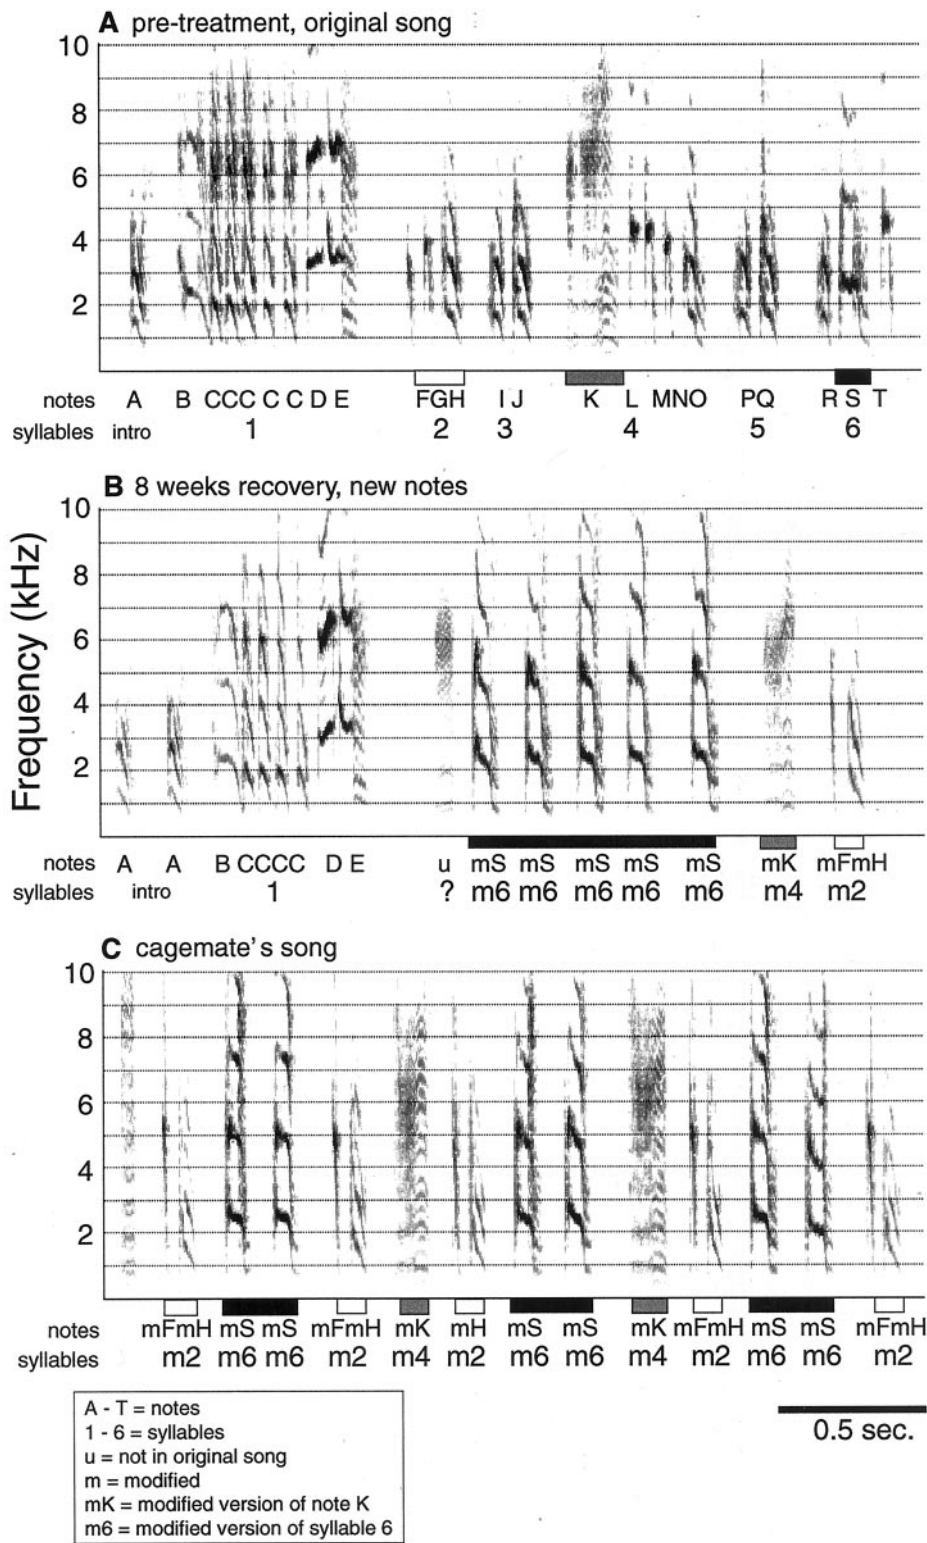 A pre-treatment, original song
10
8
6
4
2
notes A B CCC C C D E FGH I J K L MNO PQ R S T
syllables intro 1 2 3 4 5 6
B 8 weeks recovery, new notes
10
8
6
4
2
Frequency (kHz)
notes A A B CCCC D E u mS mS mS mS mS mK mFmH
syllables intro 1 ? m6 m6 m6 m6 m6 m4 m2
C cagemate's song
10
8
6
4
2
notes mFmH mS mS mFmH mK mH mS mS mK mFmH mS mS mFmH
syllables m2 m6 m6 m2 m4 m2 m6 m6 m4 m2 m6 m6 m2
A - T = notes
1 - 6 = syllables
u = not in original song
m = modified
mK = modified version of note K
m6 = modified version of syllable 6
0.5 sec.